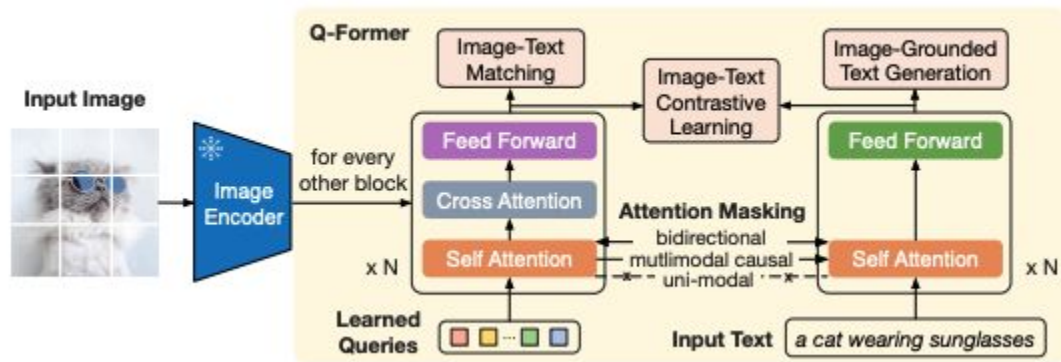 Q-Former
Input Image
Image
Encoder
for every
other block
Image-Text
Matching
Image-Text
Contrastive
Learning
Image-Grounded
Text Generation
Feed Forward
Cross Attention
Self Attention
x N
Attention Masking
bidirectional
mutlimodal causal
uni-modal
Feed Forward
Self Attention
x N
Learned
Queries
...
Input Text
a cat wearing sunglasses